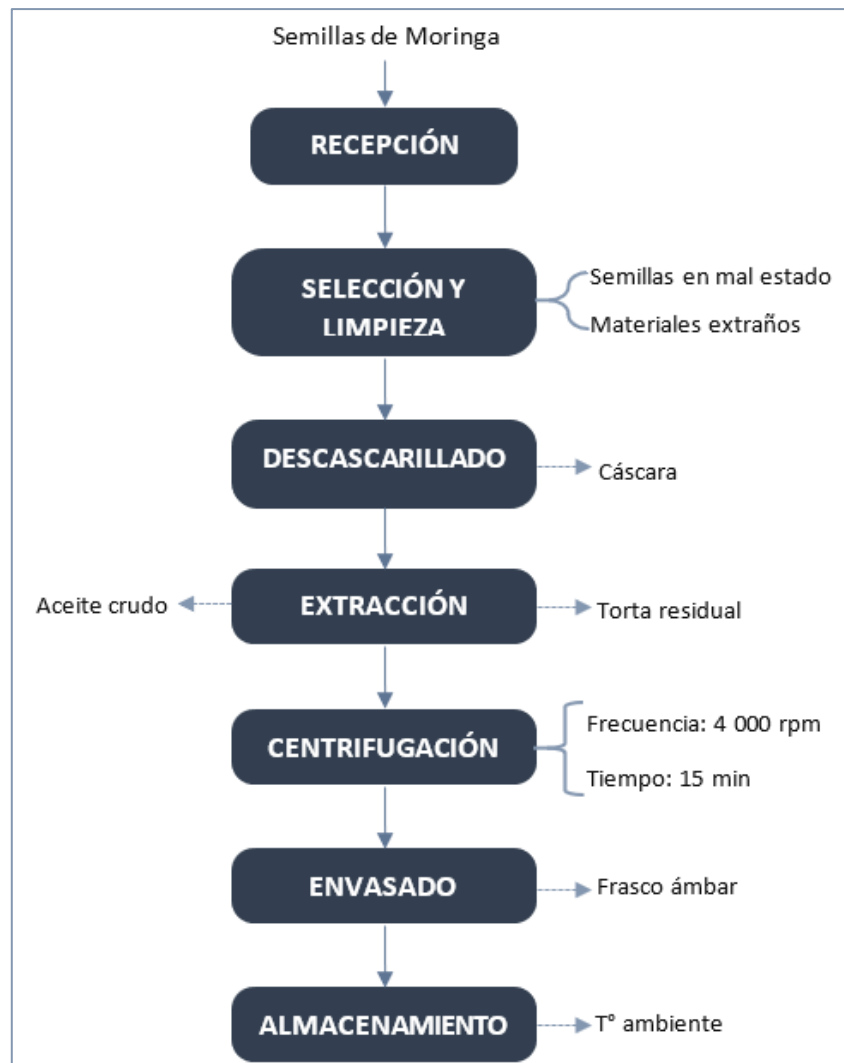 Semillas de Moringa
RECEPCIÓN
SELECCIÓN Y
LIMPIEZA
Semillas en mal estado
Materiales extraños
DESCASCARILLADO
Cáscara
Aceite crudo
EXTRACCIÓN
Torta residual
CENTRIFUGACIÓN
Frecuencia: 4 000 rpm
Tiempo: 15 min
ENVASADO
Frasco ámbar
ALMACENAMIENTO
T° ambiente